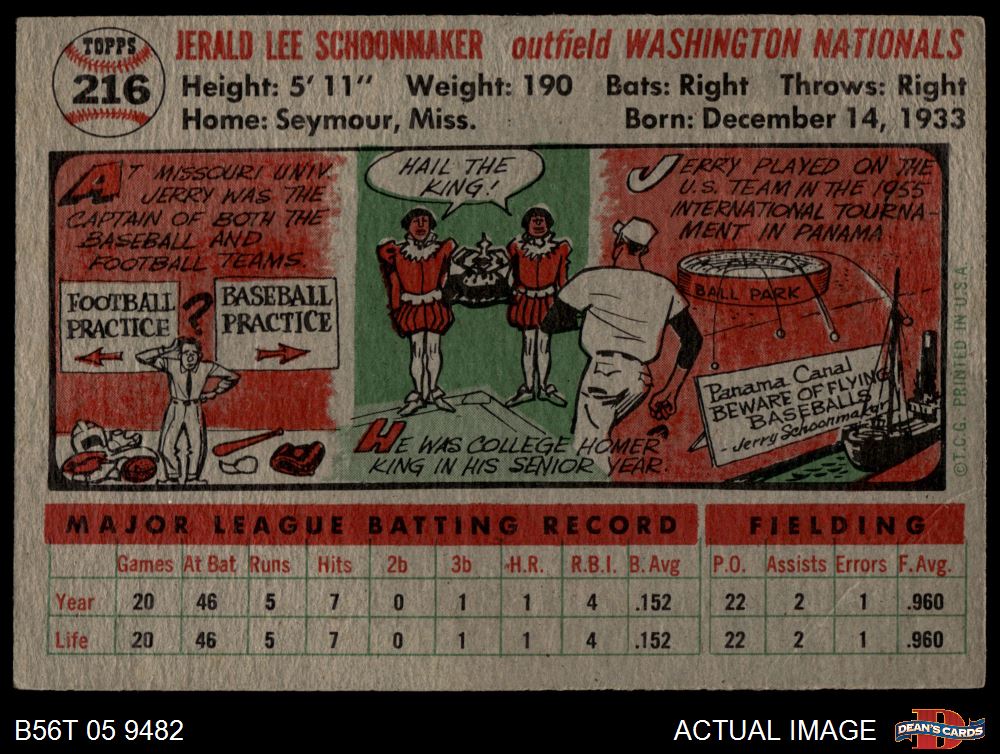 TOPPS
216
JERALD LEE SCHOONMAKER outfield WASHINGTON NATIONALS
Height: 5' 11" Weight: 190 Bats: Right Throws: Right
Home: Seymour, Miss. Born: December 14, 1933
AT MISSOURI UNIV.
JERRY WAS THE
CAPTAIN OF BOTH THE
BASEBALL AND
FOOTBALL TEAMS
FOOTBALL
PRACTICE
?
BASEBALL
PRACTICE
HAIL THE
KING!
HE WAS COLLEGE HOMER
KING IN HIS SENIOR YEAR.
JERRY PLAYED ON THE
U.S. TEAM IN THE 1955
INTERNATIONAL TOURNA-
MENT IN PANAMA
BALL PARK
Panama Canal
BEWARE OF FLYING
BASEBALLS
- Jerry Schoonmaker
©T.C.G. PRINTED IN U.S.A
MAJOR LEAGUE BATTING RECORD FIELDING
Games At Bat Runs Hits 2b 3b H.R. R.B.I. B. Avg P.O. Assists Errors F. Avg.
Year 20 46 5 7 0 1 1 4 .152 22 2 1 .960
Life 20 46 5 7 0 1 1 4 .152 22 2 1 .960
B56T 05 9482 ACTUAL IMAGE
D
DEAN'S CARDS